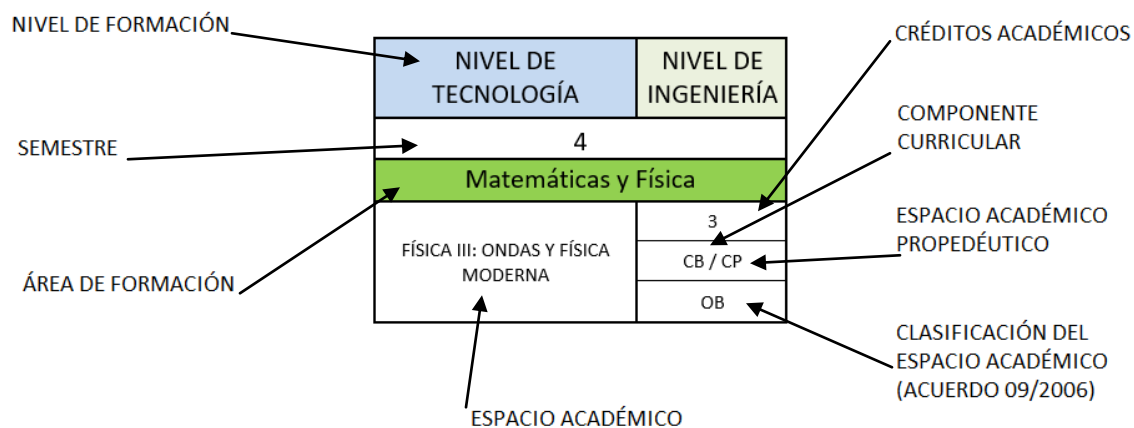 NIVEL DE FORMACIÓN
CRÉDITOS ACADÉMICOS
NIVEL DE
TECNOLOGÍA
NIVEL DE
INGENIERÍA
COMPONENTE
CURRICULAR
SEMESTRE
4
Matemáticas y Física
ESPACIO ACADÉMICO
PROPEDÉUTICO
3
FÍSICA III: ONDAS Y FÍSICA
MODERNA
CB / CP
OB
ÁREA DE FORMACIÓN
CLASIFICACIÓN DEL
ESPACIO ACADÉMICO
(ACUERDO 09/2006)
ESPACIO ACADÉMICO